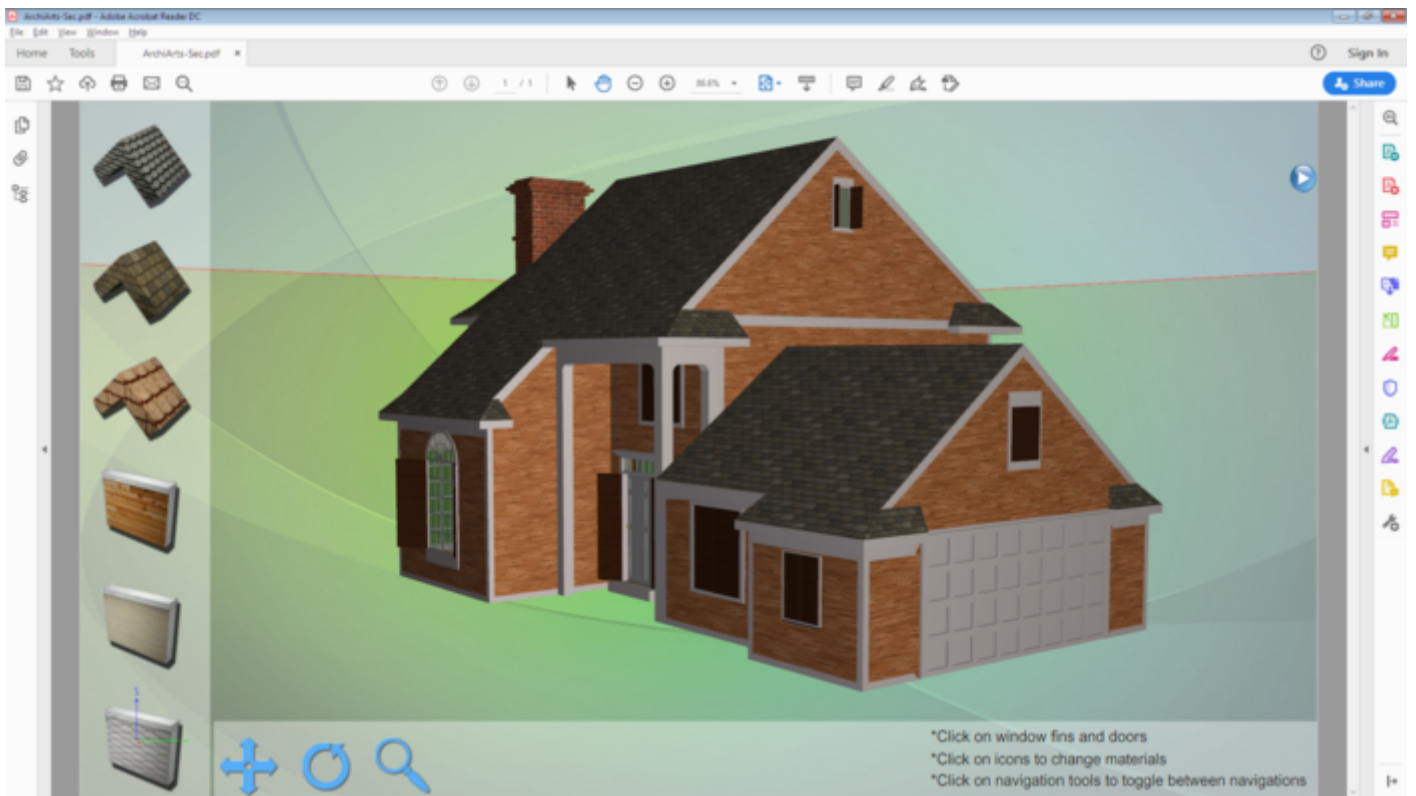 ArchiArts-Sec.pdf - Adobe Acrobat Reader DC
File Edit View Window Help
Home Tools ArchiArts-Sec.pdf × Sign In
1 / 1 Share
*Click on window fins and doors
*Click on icons to change materials
*Click on navigation tools to toggle between navigations